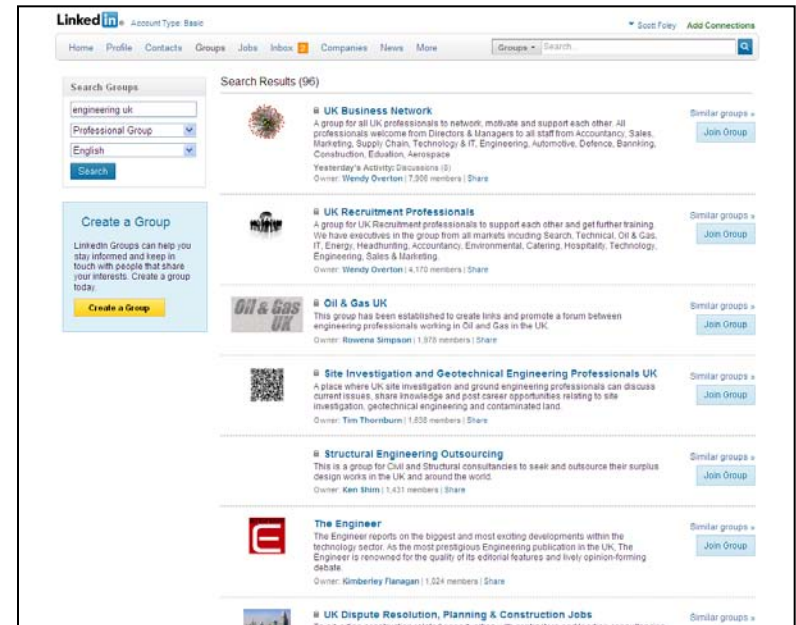 Linked in Account Type: Basic
Scott Foley Add Connections
Home Profile Contacts Groups Jobs Inbox 2 Companies News More Groups Search...
Search Groups
engineering uk
Professional Group
English
Search
Create a Group
LinkedIn Groups can help you
stay informed and keep in
touch with people that share
your interests. Create a group
today.
Create a Group
Search Results (96)
UK Business Network
A group for all UK professionals to network, motivate and support each other. All
professionals welcome from Directors & Managers to all staff from Accountancy, Sales,
Marketing, Supply Chain, Technology & IT, Engineering, Automotive, Defence, Bannking,
Construction, Eduation, Aerospace
Yesterday's Activity: Discussions (6)
Owner: Wendy Overton | 7,906 members | Share
Similar groups »
Join Group
UK Recruitment Professionals
A group for UK Recruitment professionals to support each other and get further training.
We have executives in the group from all markets incuding Search, Technical, Oil & Gas,
IT, Energy, Headhunting, Accountancy, Environmental, Catering, Hospitality, Technology,
Engineering, Sales & Marketing.
Owner: Wendy Overton | 4,170 members | Share
Similar groups »
Join Group
Oil & Gas
UK
Oil & Gas UK
This group has been established to create links and promote a forum between
engineering professionals working in Oil and Gas in the UK.
Owner: Rowena Simpson | 1,978 members | Share
Similar groups »
Join Group
Site Investigation and Geotechnical Engineering Professionals UK
A place where UK site investigation and ground engineering professionals can discuss
current issues, share knowledge and post career opportunities relating to site
investigation, geotechnical engineering and contaminated land.
Owner: Tim Thornburn | 1,838 members | Share
Similar groups »
Join Group
Structural Engineering Outsourcing
This is a group for Civil and Structural consultancies to seek and outsource their surplus
design works in the UK and around the world.
Owner: Ken Shim | 1,431 members | Share
Similar groups »
Join Group
The Engineer
The Engineer reports on the biggest and most exciting developments within the
technology sector. As the most prestigious Engineering publication in the UK, The
Engineer is renowned for the quality of its editorial features and lively opinion-forming
debate.
Owner: Kimberley Flanagan | 1,024 members | Share
Similar groups »
Join Group
UK Dispute Resolution, Planning & Construction Jobs
Similar groups »